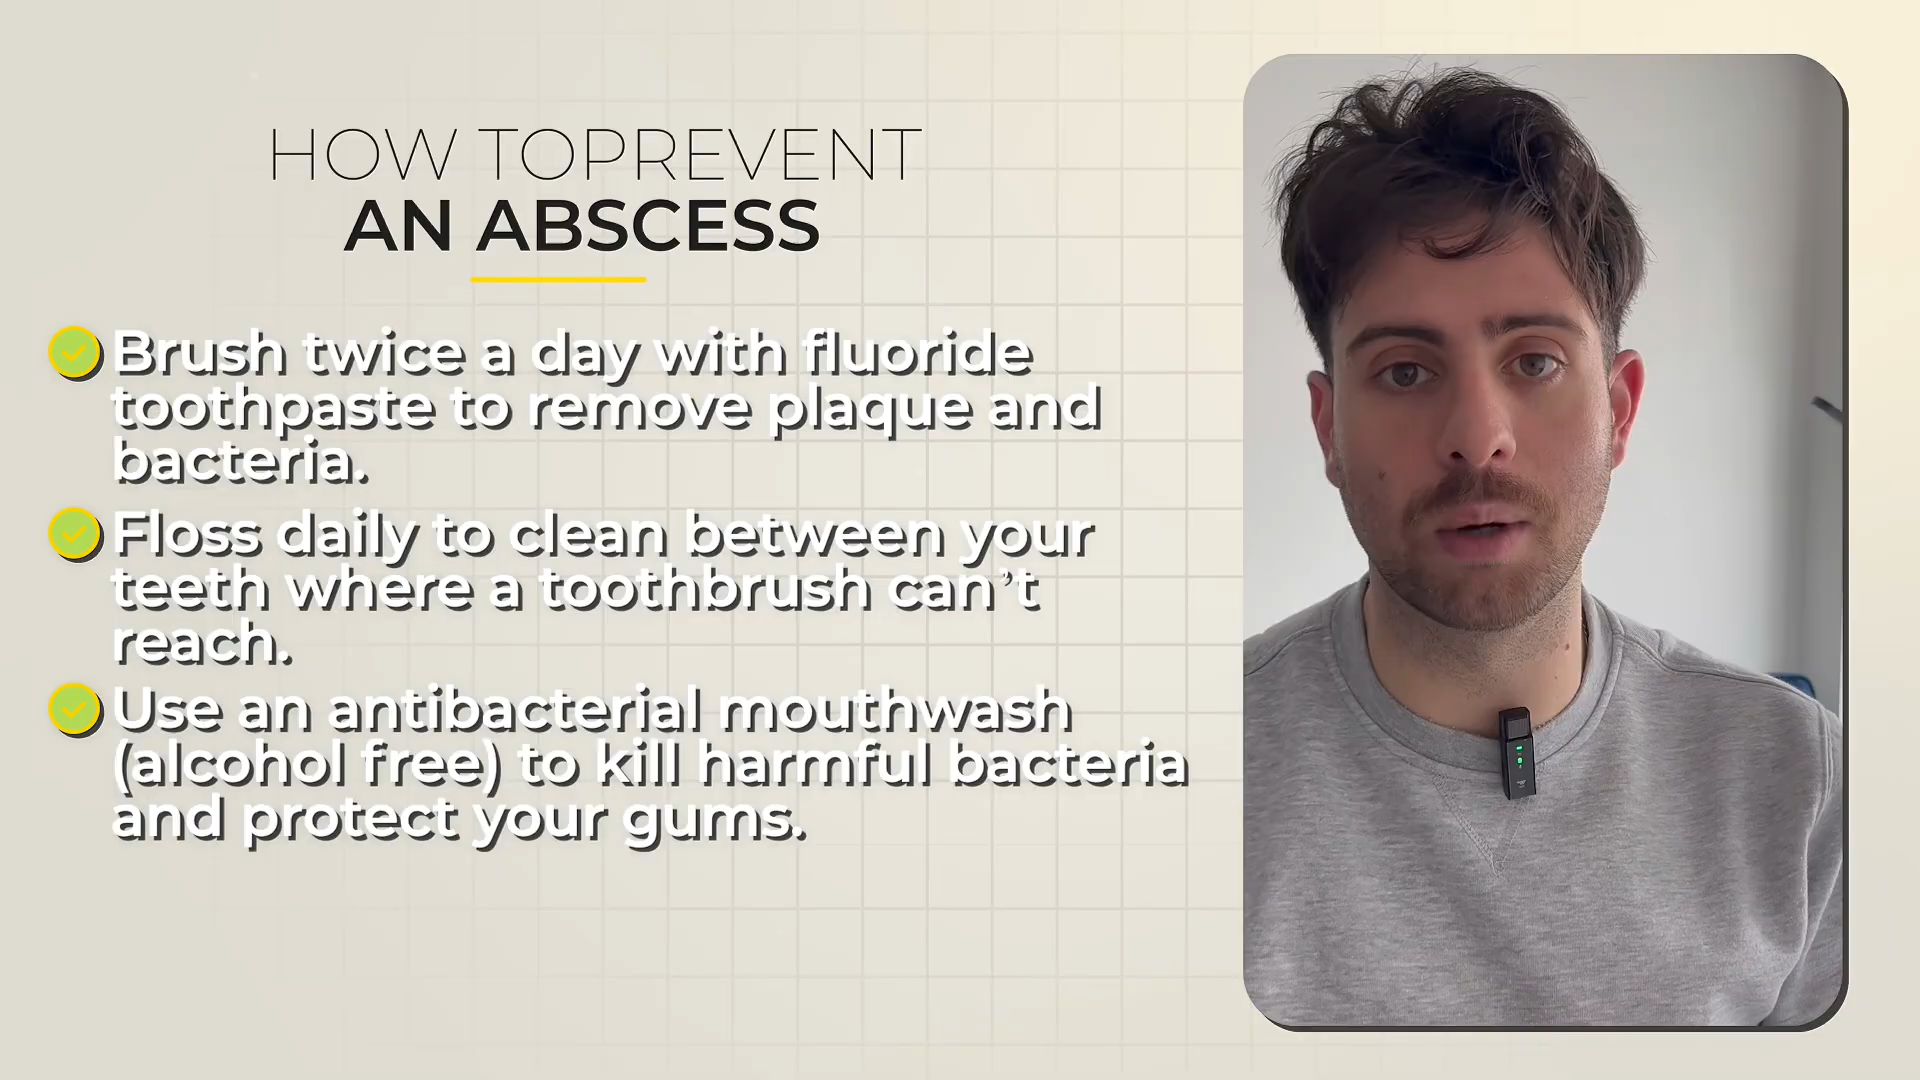 HOW TOPREVENT
AN ABSCESS
Brush twice a day with fluoride
toothpaste to remove plaque and
bacteria.
Floss daily to clean between your
teeth where a toothbrush can't
reach.
Use an antibacterial mouthwash
(alcohol free) to kill harmful bacteria
and protect your gums.